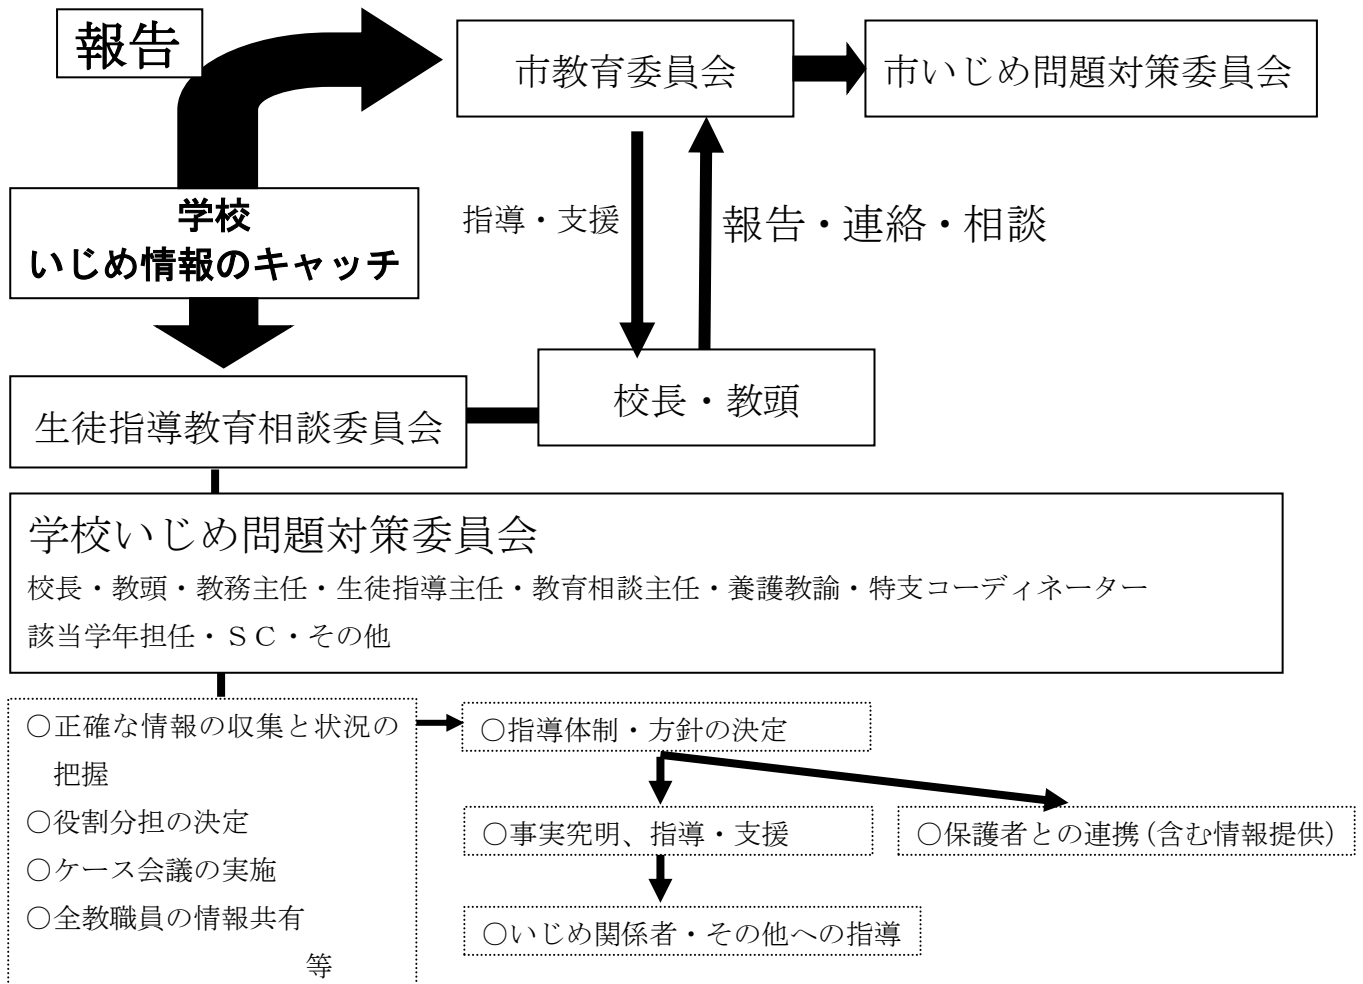 報告
市教育委員会
市いじめ問題対策委員会
学校
いじめ情報のキャッチ
指導・支援
報告・連絡・相談
校長・教頭
生徒指導教育相談委員会
学校いじめ問題対策委員会
校長・教頭・教務主任・生徒指導主任・教育相談主任・養護教諭・特支コーディネーター
該当学年担任・ＳＣ・その他
○正確な情報の収集と状況の
把握
○役割分担の決定
○ケース会議の実施
○全教職員の情報共有
等
○指導体制・方針の決定
○事実究明、指導・支援
○保護者との連携（含む情報提供）
○いじめ関係者・その他への指導